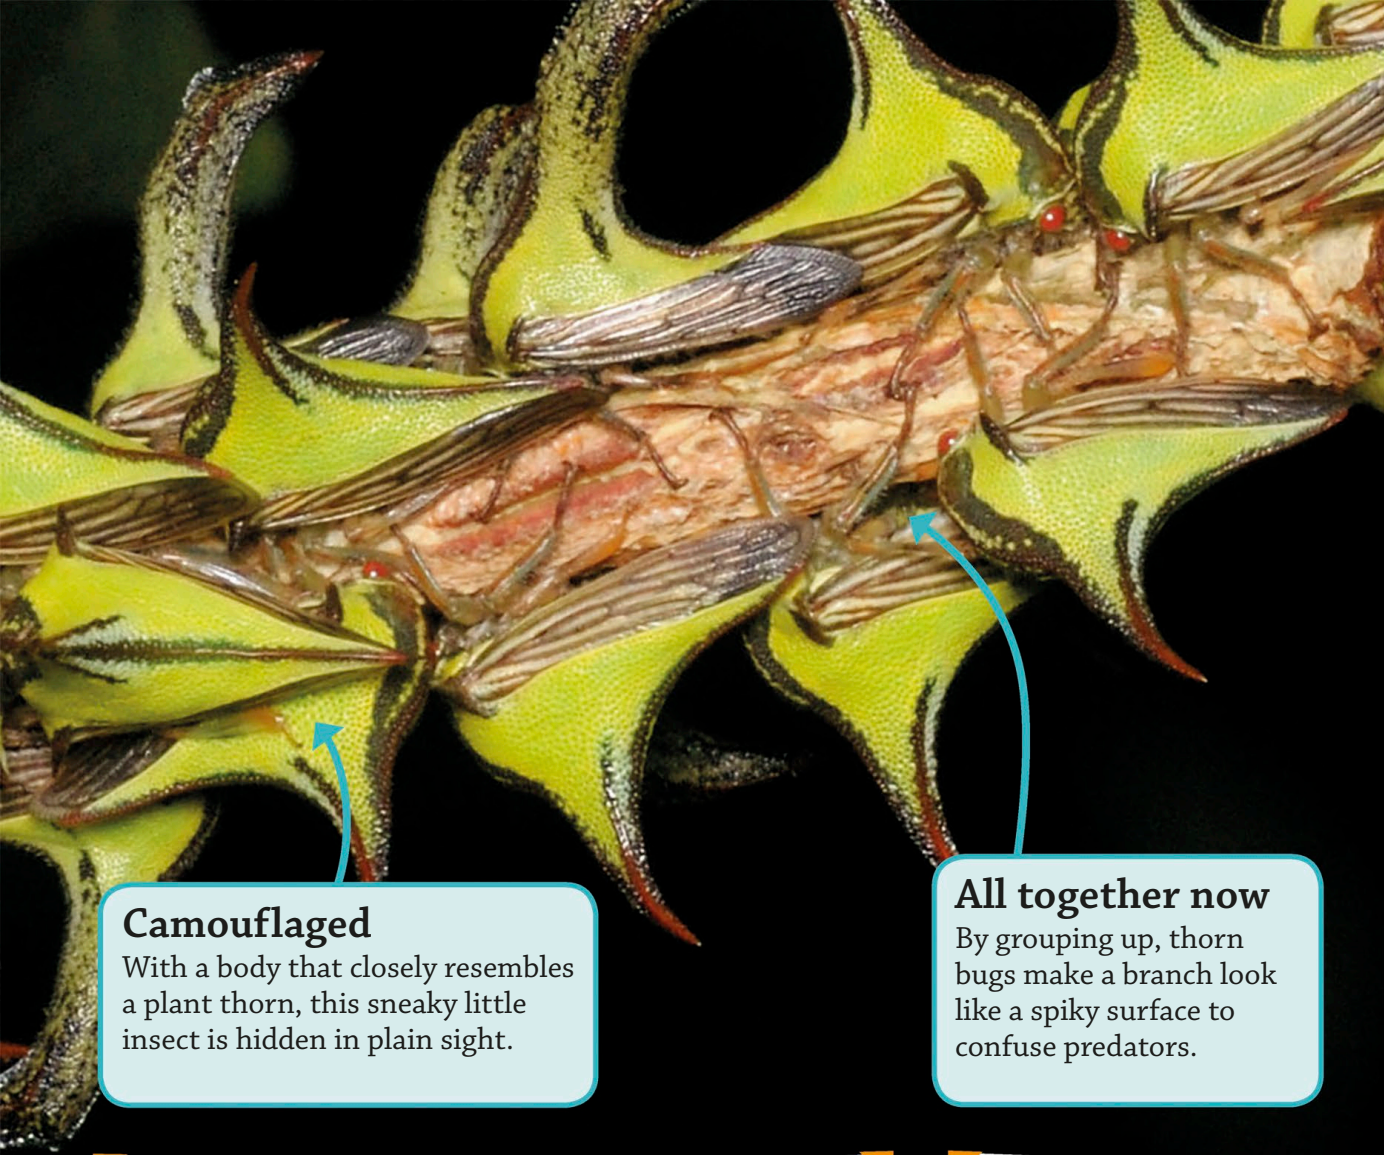 Camouflaged
With a body that closely resembles
a plant thorn, this sneaky little
insect is hidden in plain sight.
All together now
By grouping up, thorn
bugs make a branch look
like a spiky surface to
confuse predators.